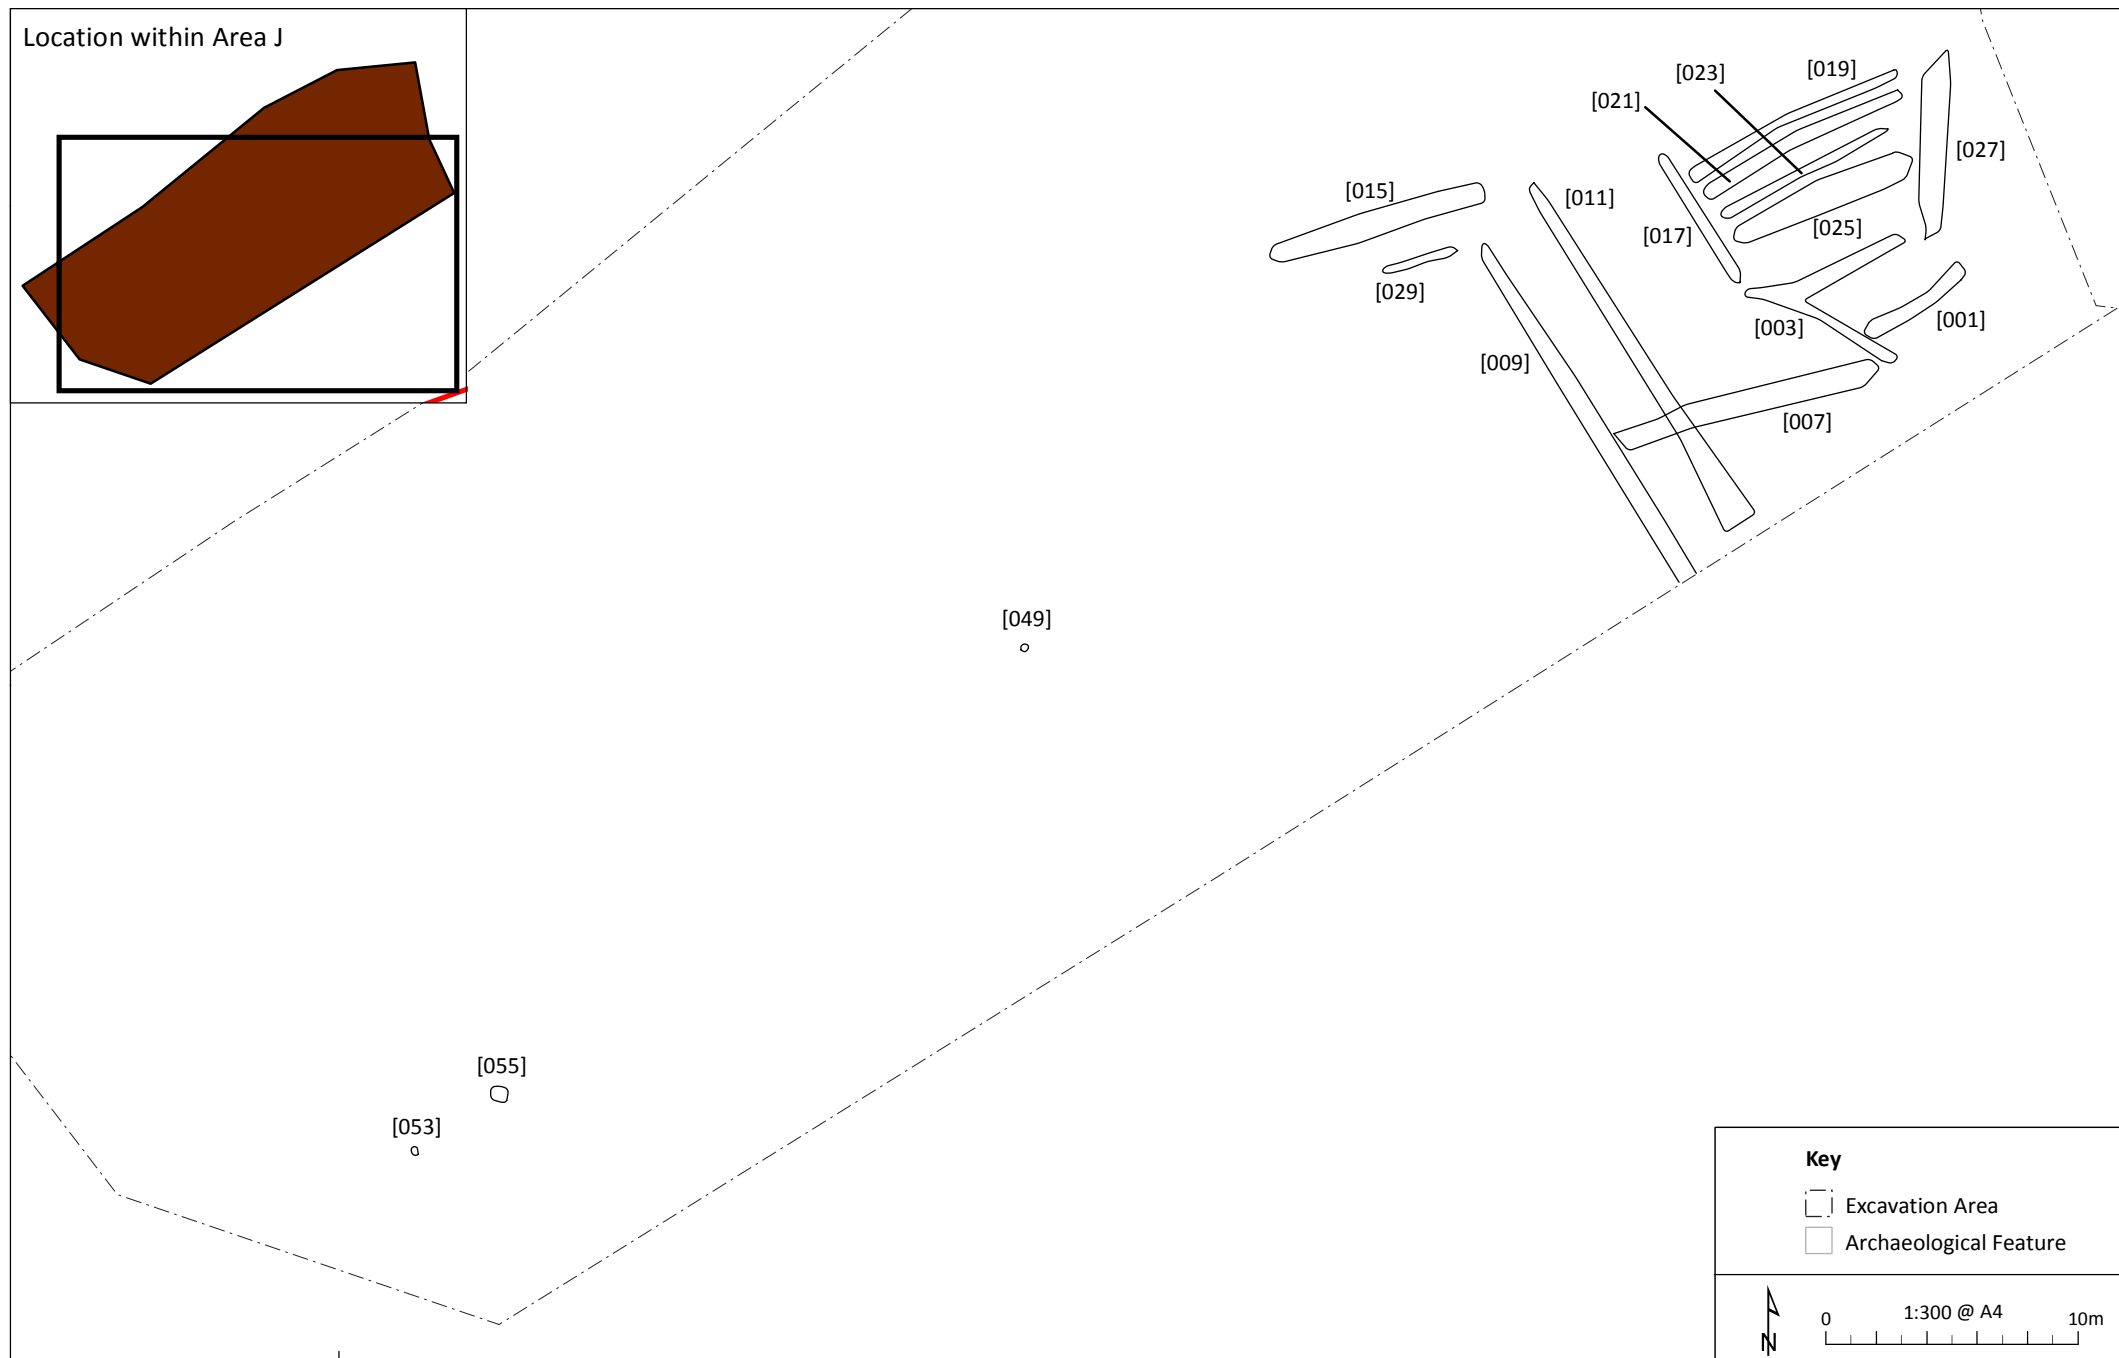 Location within Area J
[019]
[023]
[021]
[027]
[015]
[011]
[025]
[017]
[029]
[003]
[001]
[009]
[007]
[049]
[055]
[053]
Key
Excavation Area
Archaeological Feature
N
0
1:300 @ A4
10m